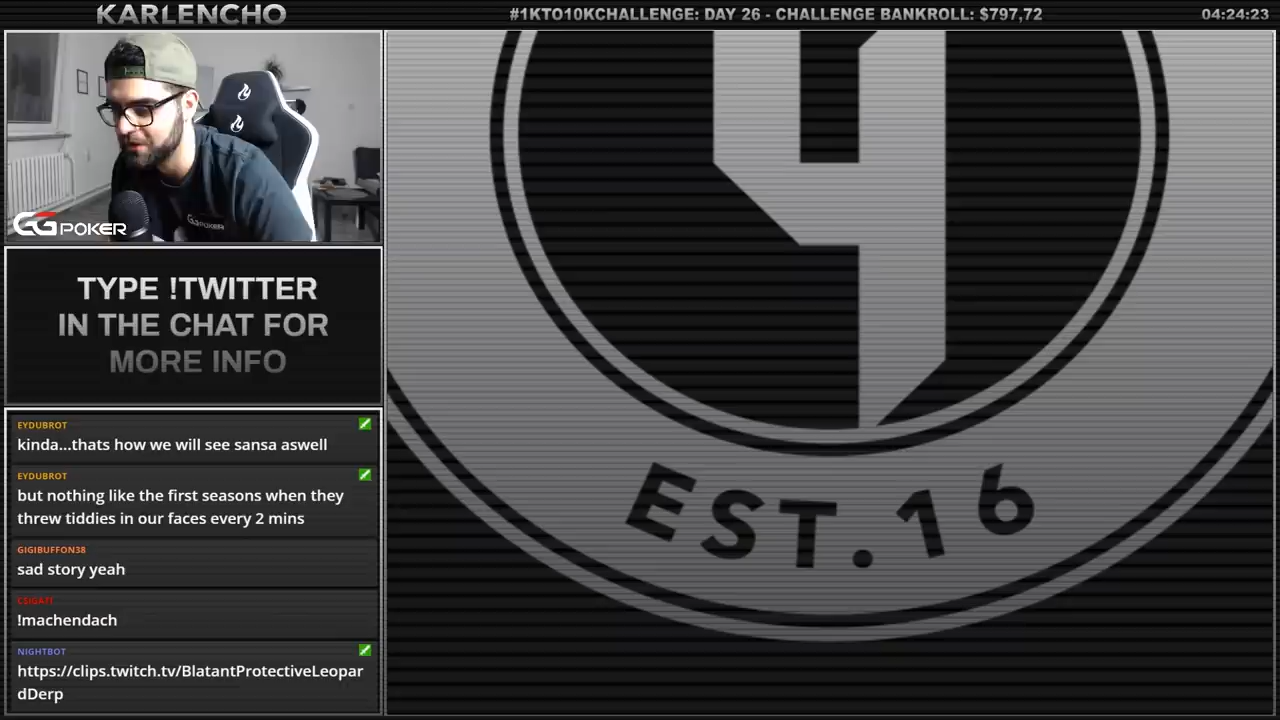 KARLENCHO
#1KTO10KCHALLENGE: DAY 26 - CHALLENGE BANKROLL: $797,72
04:24:23
GG POKER
GGPOKER
TYPE !TWITTER
IN THE CHAT FOR
MORE INFO
EYDUBROT
kinda...thats how we will see sansa aswell
EYDUBROT
but nothing like the first seasons when they
threw tiddies in our faces every 2 mins
GIGIBUFFON38
sad story yeah
!machendach
NIGHTBOT
https://clips.twitch.tv/BlatantProtectiveLeopar
dDerp
EST.16